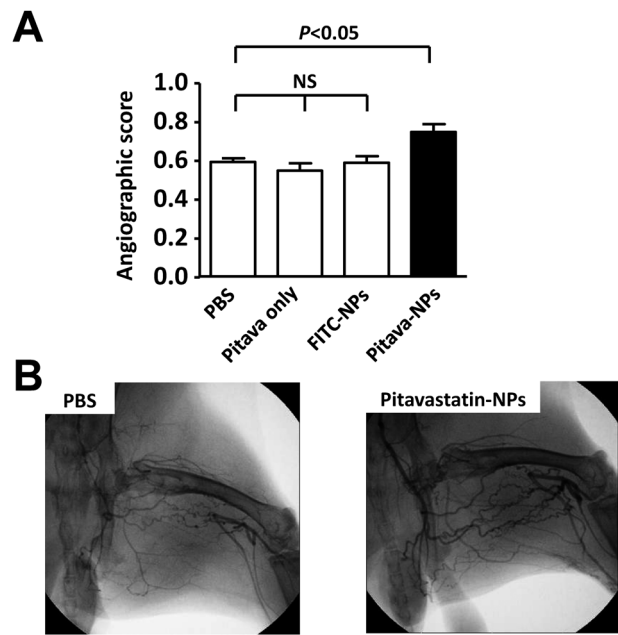 A
P<0.05
NS
Angiographic score
1.0
0.8
0.6
0.4
0.2
0.0
PBS
Pitava only
FITC-NPs
Pitava-NPs
B
PBS
Pitavastatin-NPs